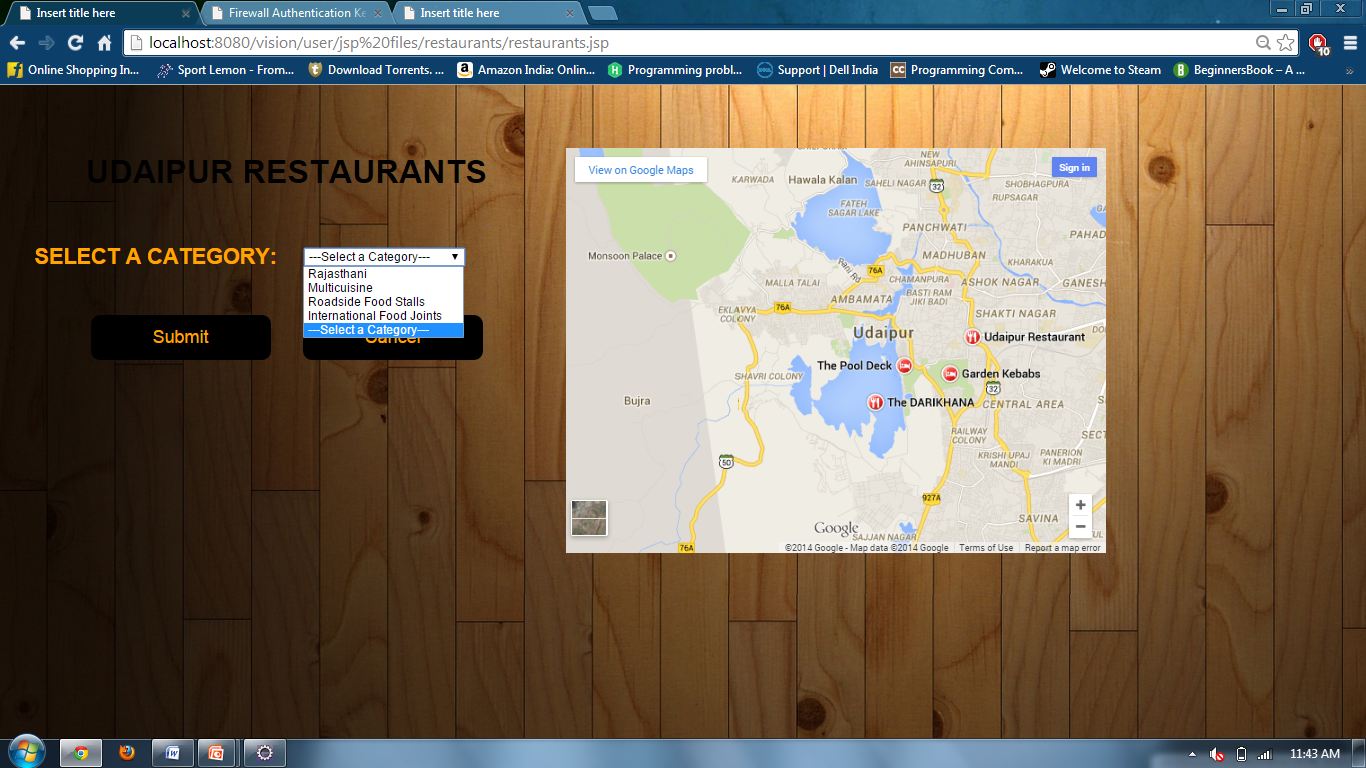 Insert title here
Firewall Authentication Ke
Insert title here
localhost:8080/vision/user/jsp%20files/restaurants/restaurants.jsp
10
Online Shopping In...
Sport Lemon - From...
Download Torrents. ...
Amazon India: Onlin...
Programming probl...
Support | Dell India
CC
Programming Com...
Welcome to Steam
BeginnersBook – A ...
»
UDAIPUR RESTAURANTS
SELECT A CATEGORY:
---Select a Category---
Rajasthani
Multicuisine
Roadside Food Stalls
International Food Joints
---Select a Category---
Submit
Cancel
View on Google Maps
Sign in
NEW AHINSAPURI
KARWADA
Hawala Kalan
SAHELI NAGAR
32
SHOBHAGPURA
RUPSAGAR
FATEH SAGAR LAKE
PAHADA
PANCHWATI
Monsoon Palace
MADHUBAN
Rani Rd
76A
CHAMANPURA
MALLA TALAI
BASTI RAM JIKI BADI
ASHOK NAGAR
GANESH
AMBAMATA
EKLAVYA COLONY
76A
SHAKTI NAGAR
Udaipur
Udaipur Restaurant
The Pool Deck
Garden Kebabs
SHAVRI COLONY
32
Bujra
The DARIKHANA
CENTRAL AREA
RAILWAY COLONY
SECT
KRISHI UPAJ MANDI
PANERION KI MADRI
50
927A
SAVINA
Google
SAJJAN NAGAR
76A
©2014 Google - Map data ©2014 Google
Terms of Use
Report a map error
+
−
11:43 AM